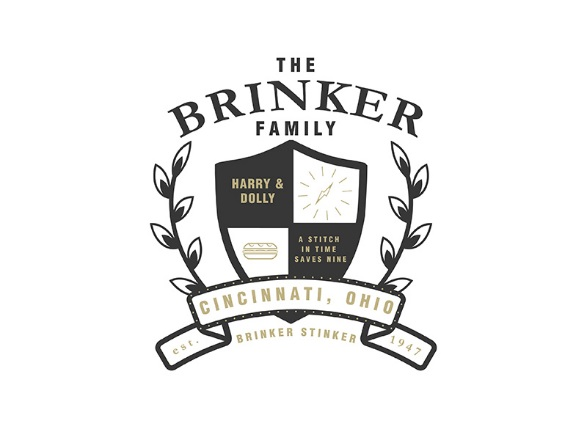 THE
BRINKER
FAMILY
HARRY &
DOLLY
A STITCH
IN TIME
SAVES NINE
CINCINNATI, OHIO
est.
BRINKER STINKER
1947